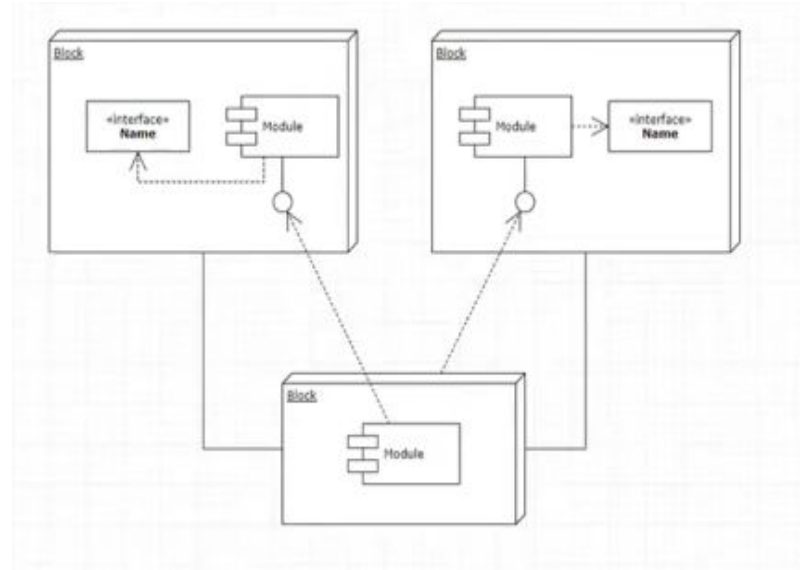 Block
«interface»
Name
Module
Block
Module
«interface»
Name
Block
Module